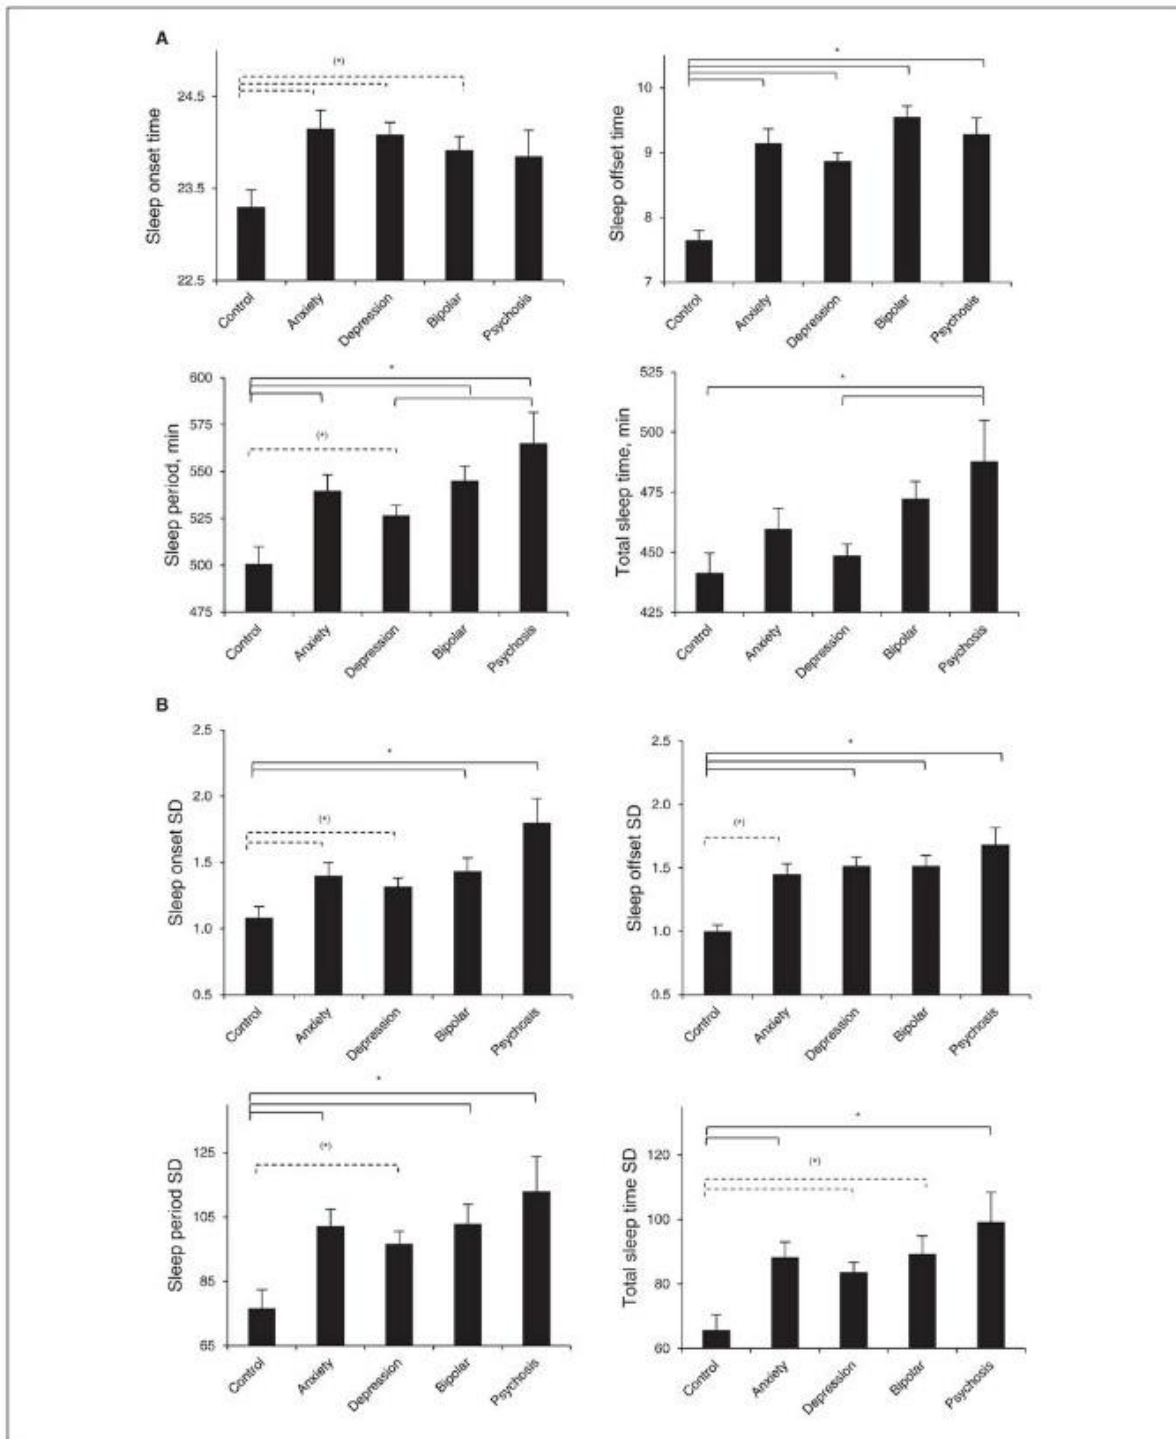 A
Sleep onset time
24.5
23.5
22.5
(*)
Control
Anxiety
Depression
Bipolar
Psychosis
Sleep offset time
10
9
8
7
*
Control
Anxiety
Depression
Bipolar
Psychosis
Sleep period, min
600
575
550
525
500
475
*
(*)
Control
Anxiety
Depression
Bipolar
Psychosis
Total sleep time, min
525
500
475
450
425
*
Control
Anxiety
Depression
Bipolar
Psychosis
B
Sleep onset SD
2.5
2.0
1.5
1.0
0.5
*
(*)
Control
Anxiety
Depression
Bipolar
Psychosis
Sleep offset SD
2.5
2.0
1.5
1.0
0.5
*
(*)
Control
Anxiety
Depression
Bipolar
Psychosis
Sleep period SD
125
105
85
65
*
(*)
Control
Anxiety
Depression
Bipolar
Psychosis
Total sleep time SD
120
100
80
60
*
(*)
Control
Anxiety
Depression
Bipolar
Psychosis